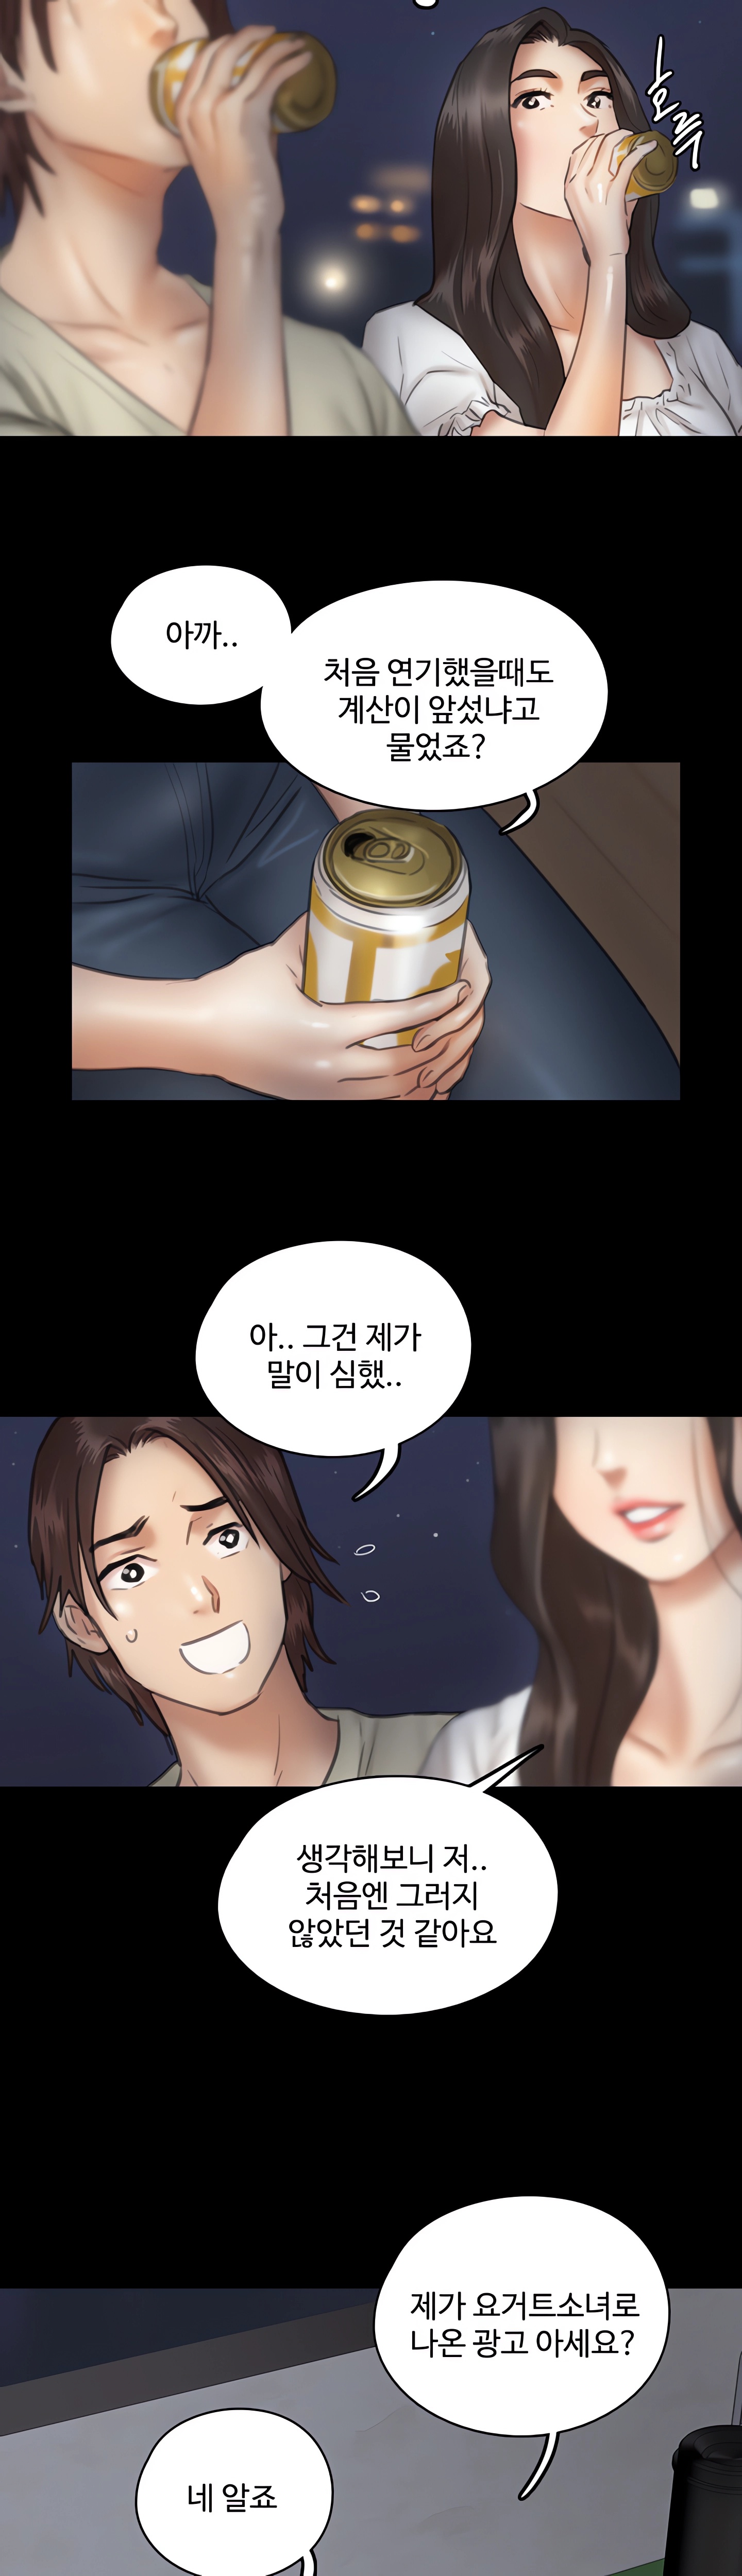 호륵
아까..
처음 연기했을때도
계산이 앞섰냐고
물었죠?
아.. 그건 제가
말이 심했..
생각해보니 저..
처음엔 그러지
않았던 것 같아요
제가 요거트소녀로
나온 광고 아세요?
네 알죠